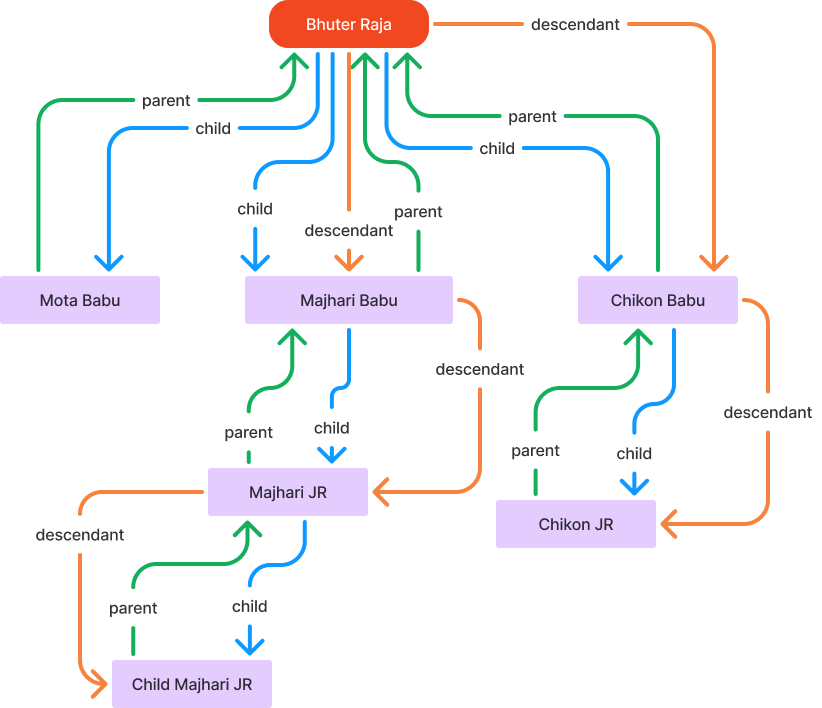 Bhuter Raja
descendant
parent
parent
child
child
child
parent
descendant
Mota Babu
Majhari Babu
Chikon Babu
descendant
descendant
child
parent
parent
child
Majhari JR
Chikon JR
descendant
parent
child
Child Majhari JR